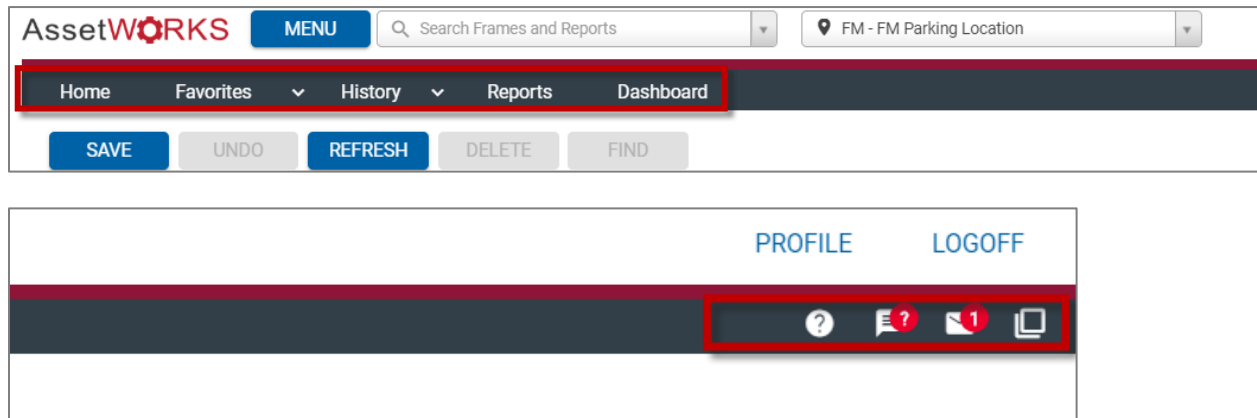 AssetWORKS MENU Search Frames and Reports FM - FM Parking Location
Home Favorites History Reports Dashboard
SAVE UNDO REFRESH DELETE FIND
PROFILE LOGOFF
? ? 1